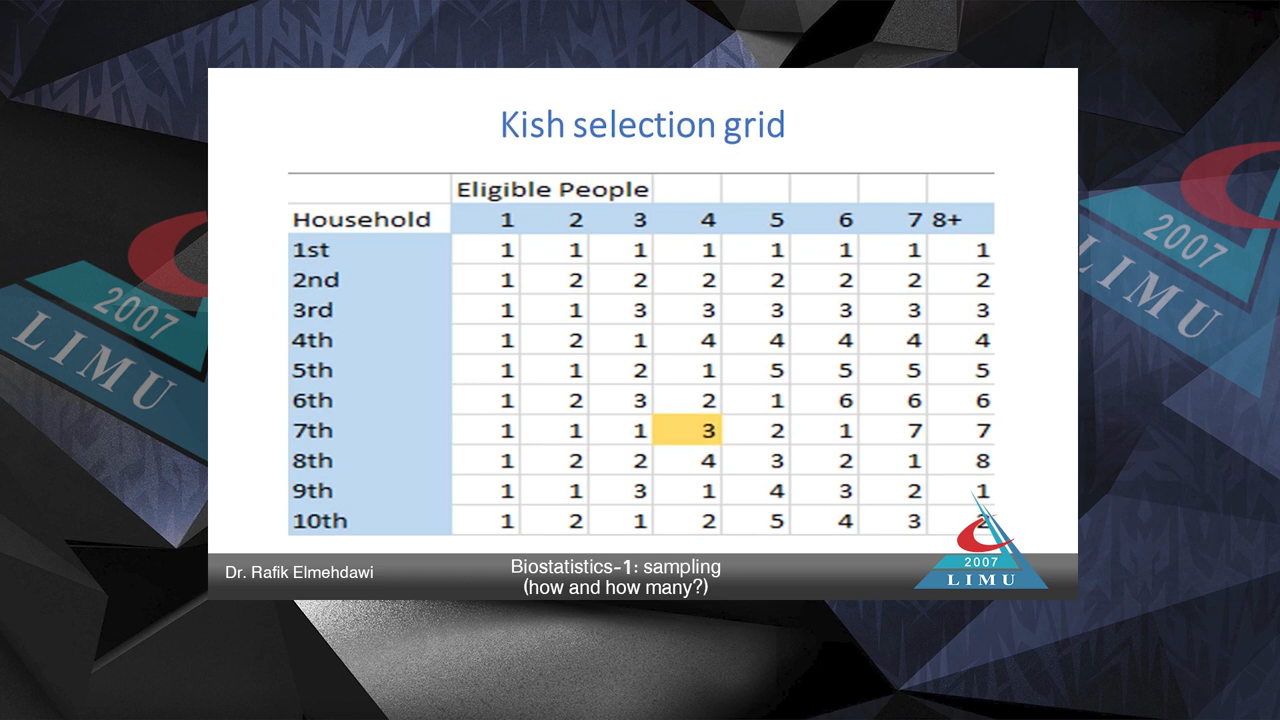 Kish selection grid
Eligible People
Household 1 2 3 4 5 6 7 8+
1st 1 1 1 1 1 1 1 1
2nd 1 2 2 2 2 2 2 2
3rd 1 1 3 3 3 3 3 3
4th 1 2 1 4 4 4 4 4
5th 1 1 2 1 5 5 5 5
6th 1 2 3 2 1 6 6 6
7th 1 1 1 3 2 1 7 7
8th 1 2 2 4 3 2 1 8
9th 1 1 3 1 4 3 2 1
10th 1 2 1 2 5 4 3 2
Dr. Rafik Elmehdawi
Biostatistics-1: sampling
(how and how many?)
2007
LIMU
2007
LIMU
2007
LIMU